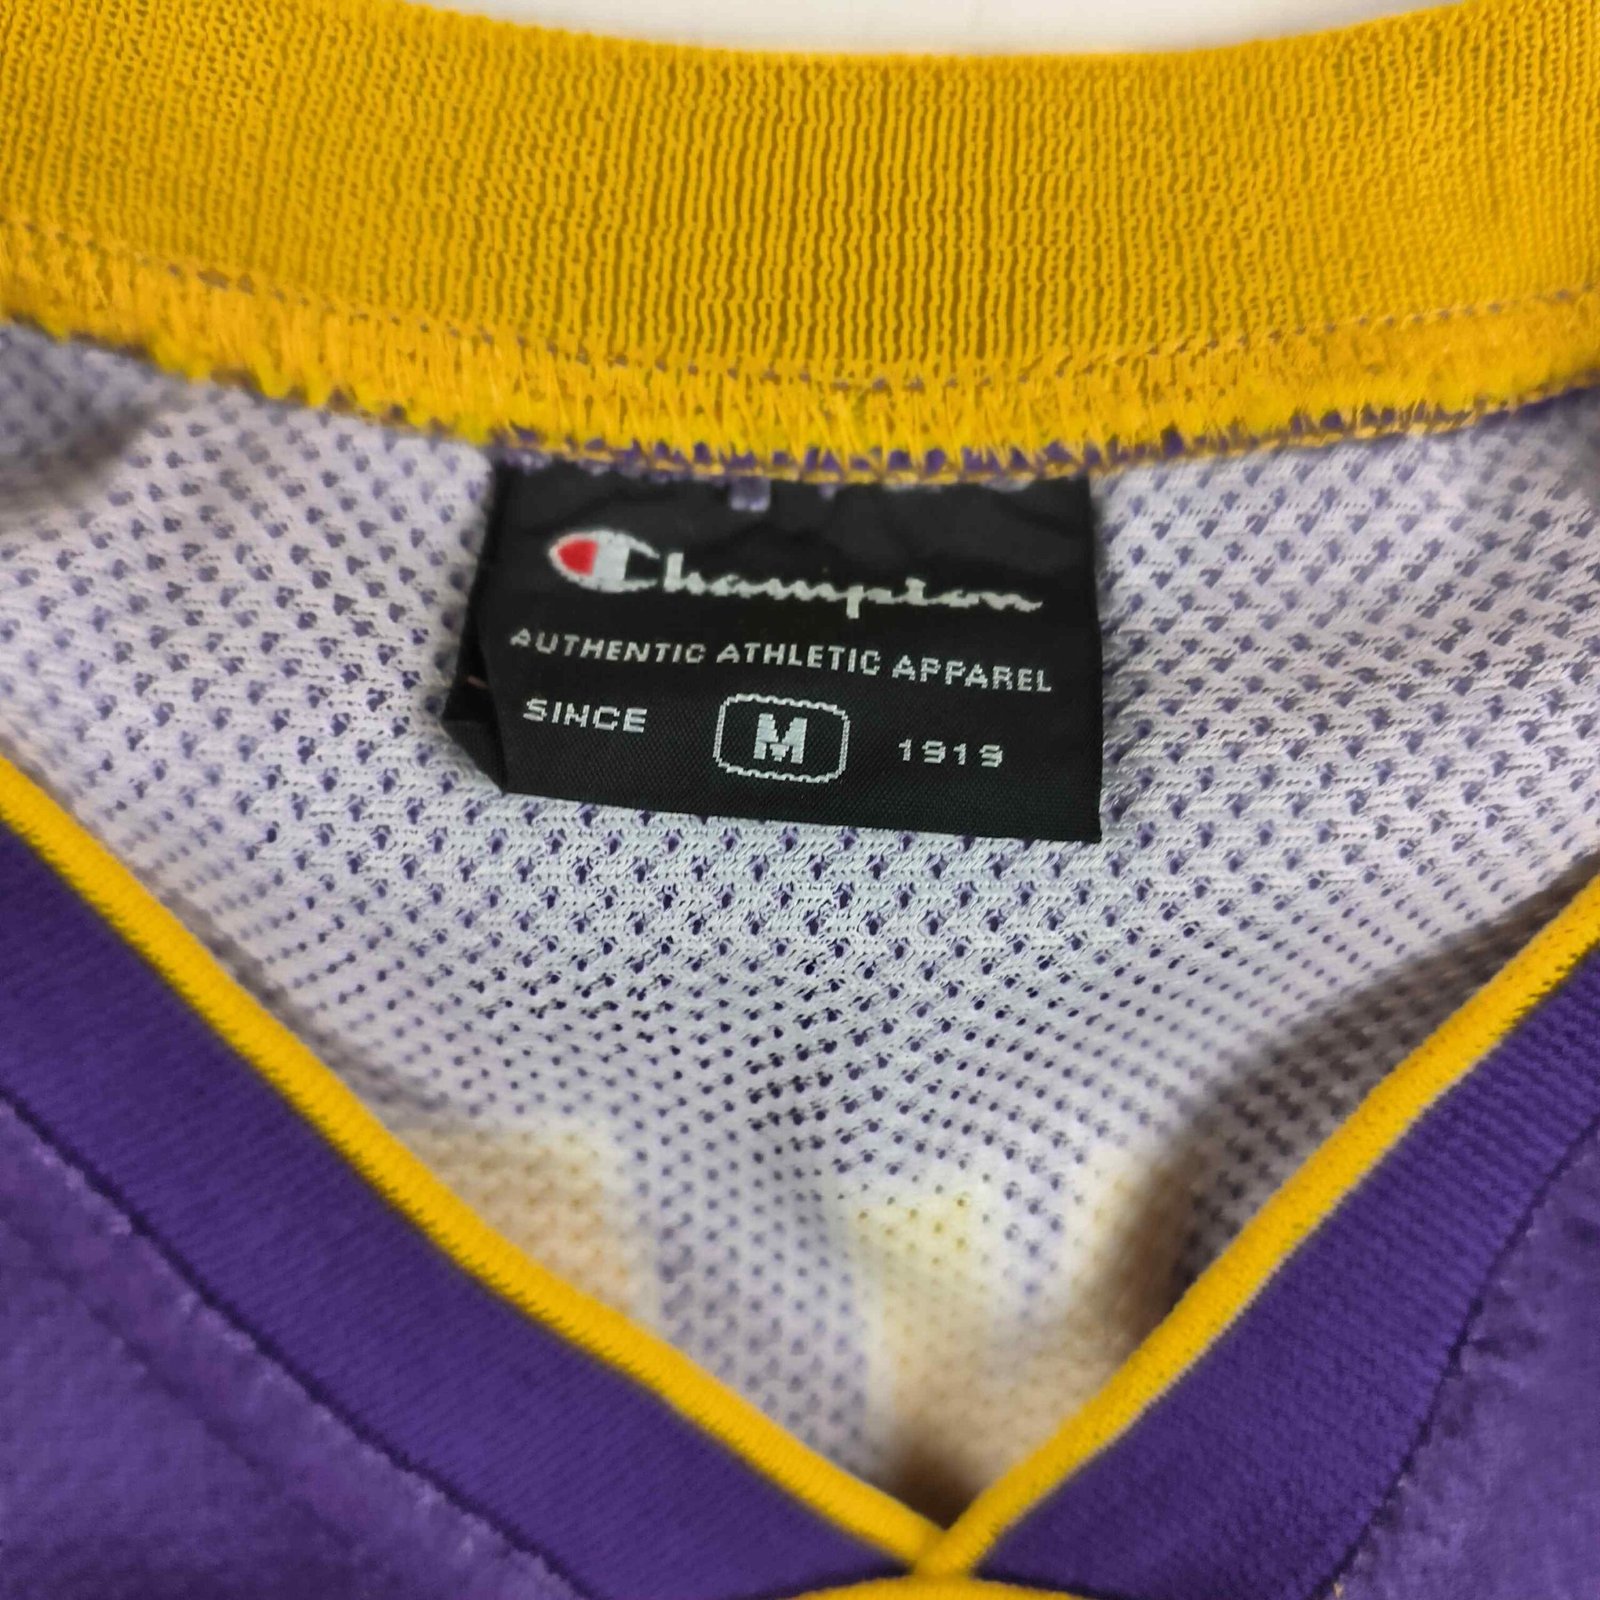 Champion
AUTHENTIC ATHLETIC APPAREL
SINCE M 1919